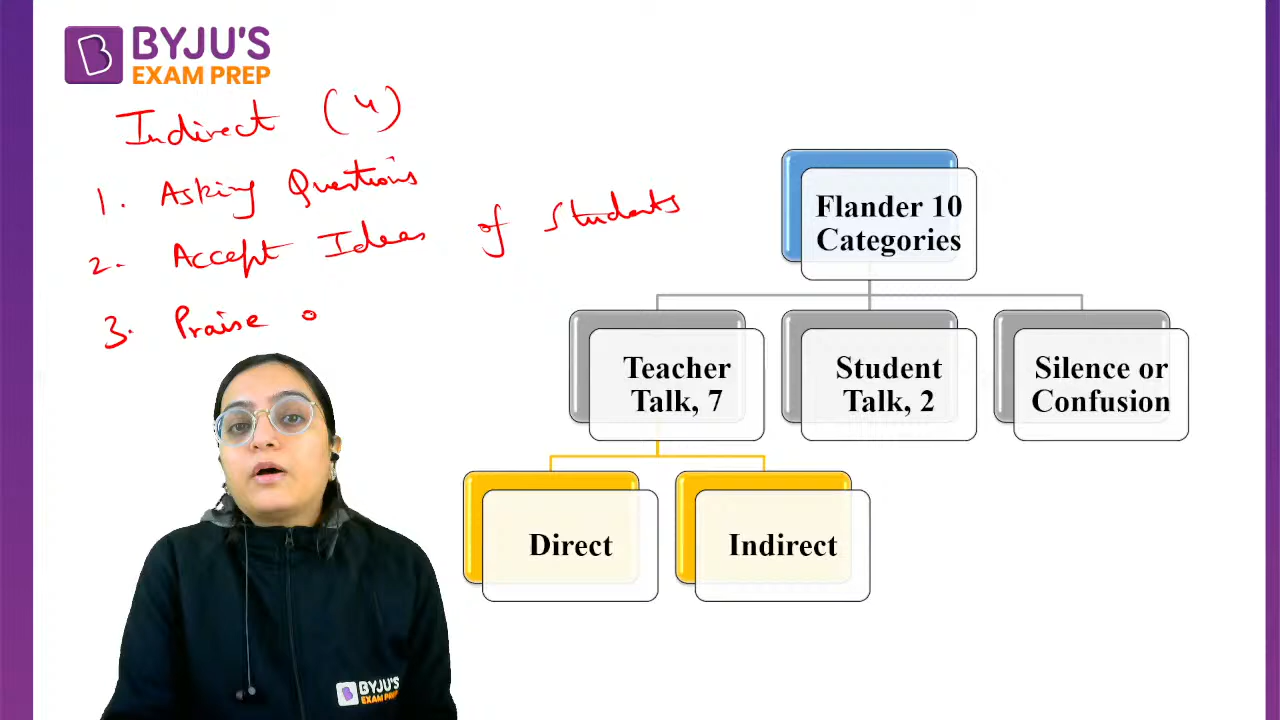 BYJU'S
EXAM PREP
Indirect (4)
1. Asking Questions
2. Accept Ideas of Students
3. Praise o
Flander 10
Categories
Teacher
Talk, 7
Student
Talk, 2
Silence or
Confusion
Direct
Indirect
BYJU'S
EXAM PREP